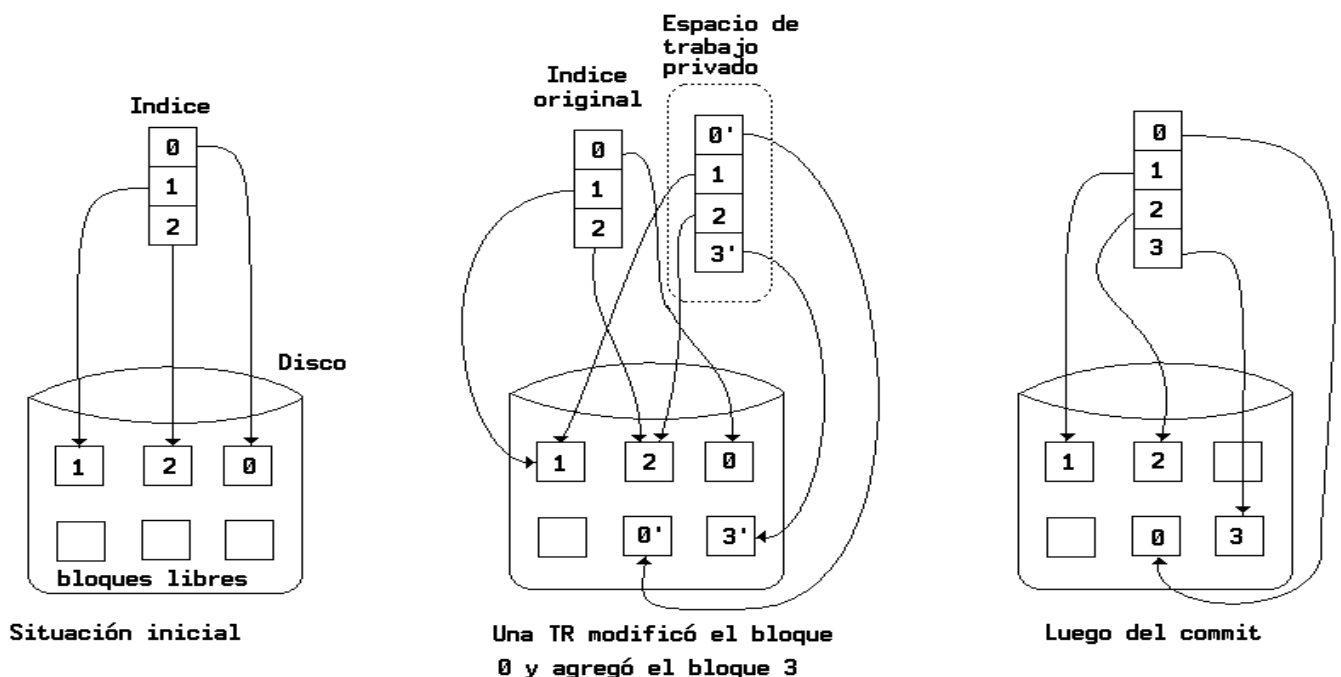 Indice
0
1
2
Disco
1
2
0
bloques libres
Situación inicial
Espacio de
trabajo
privado
Indice
original
0
1
2
0'
1
2
3'
1
2
0
0'
3'
Una TR modificó el bloque
0 y agregó el bloque 3
0
1
2
3
1
2
0
3
Luego del commit